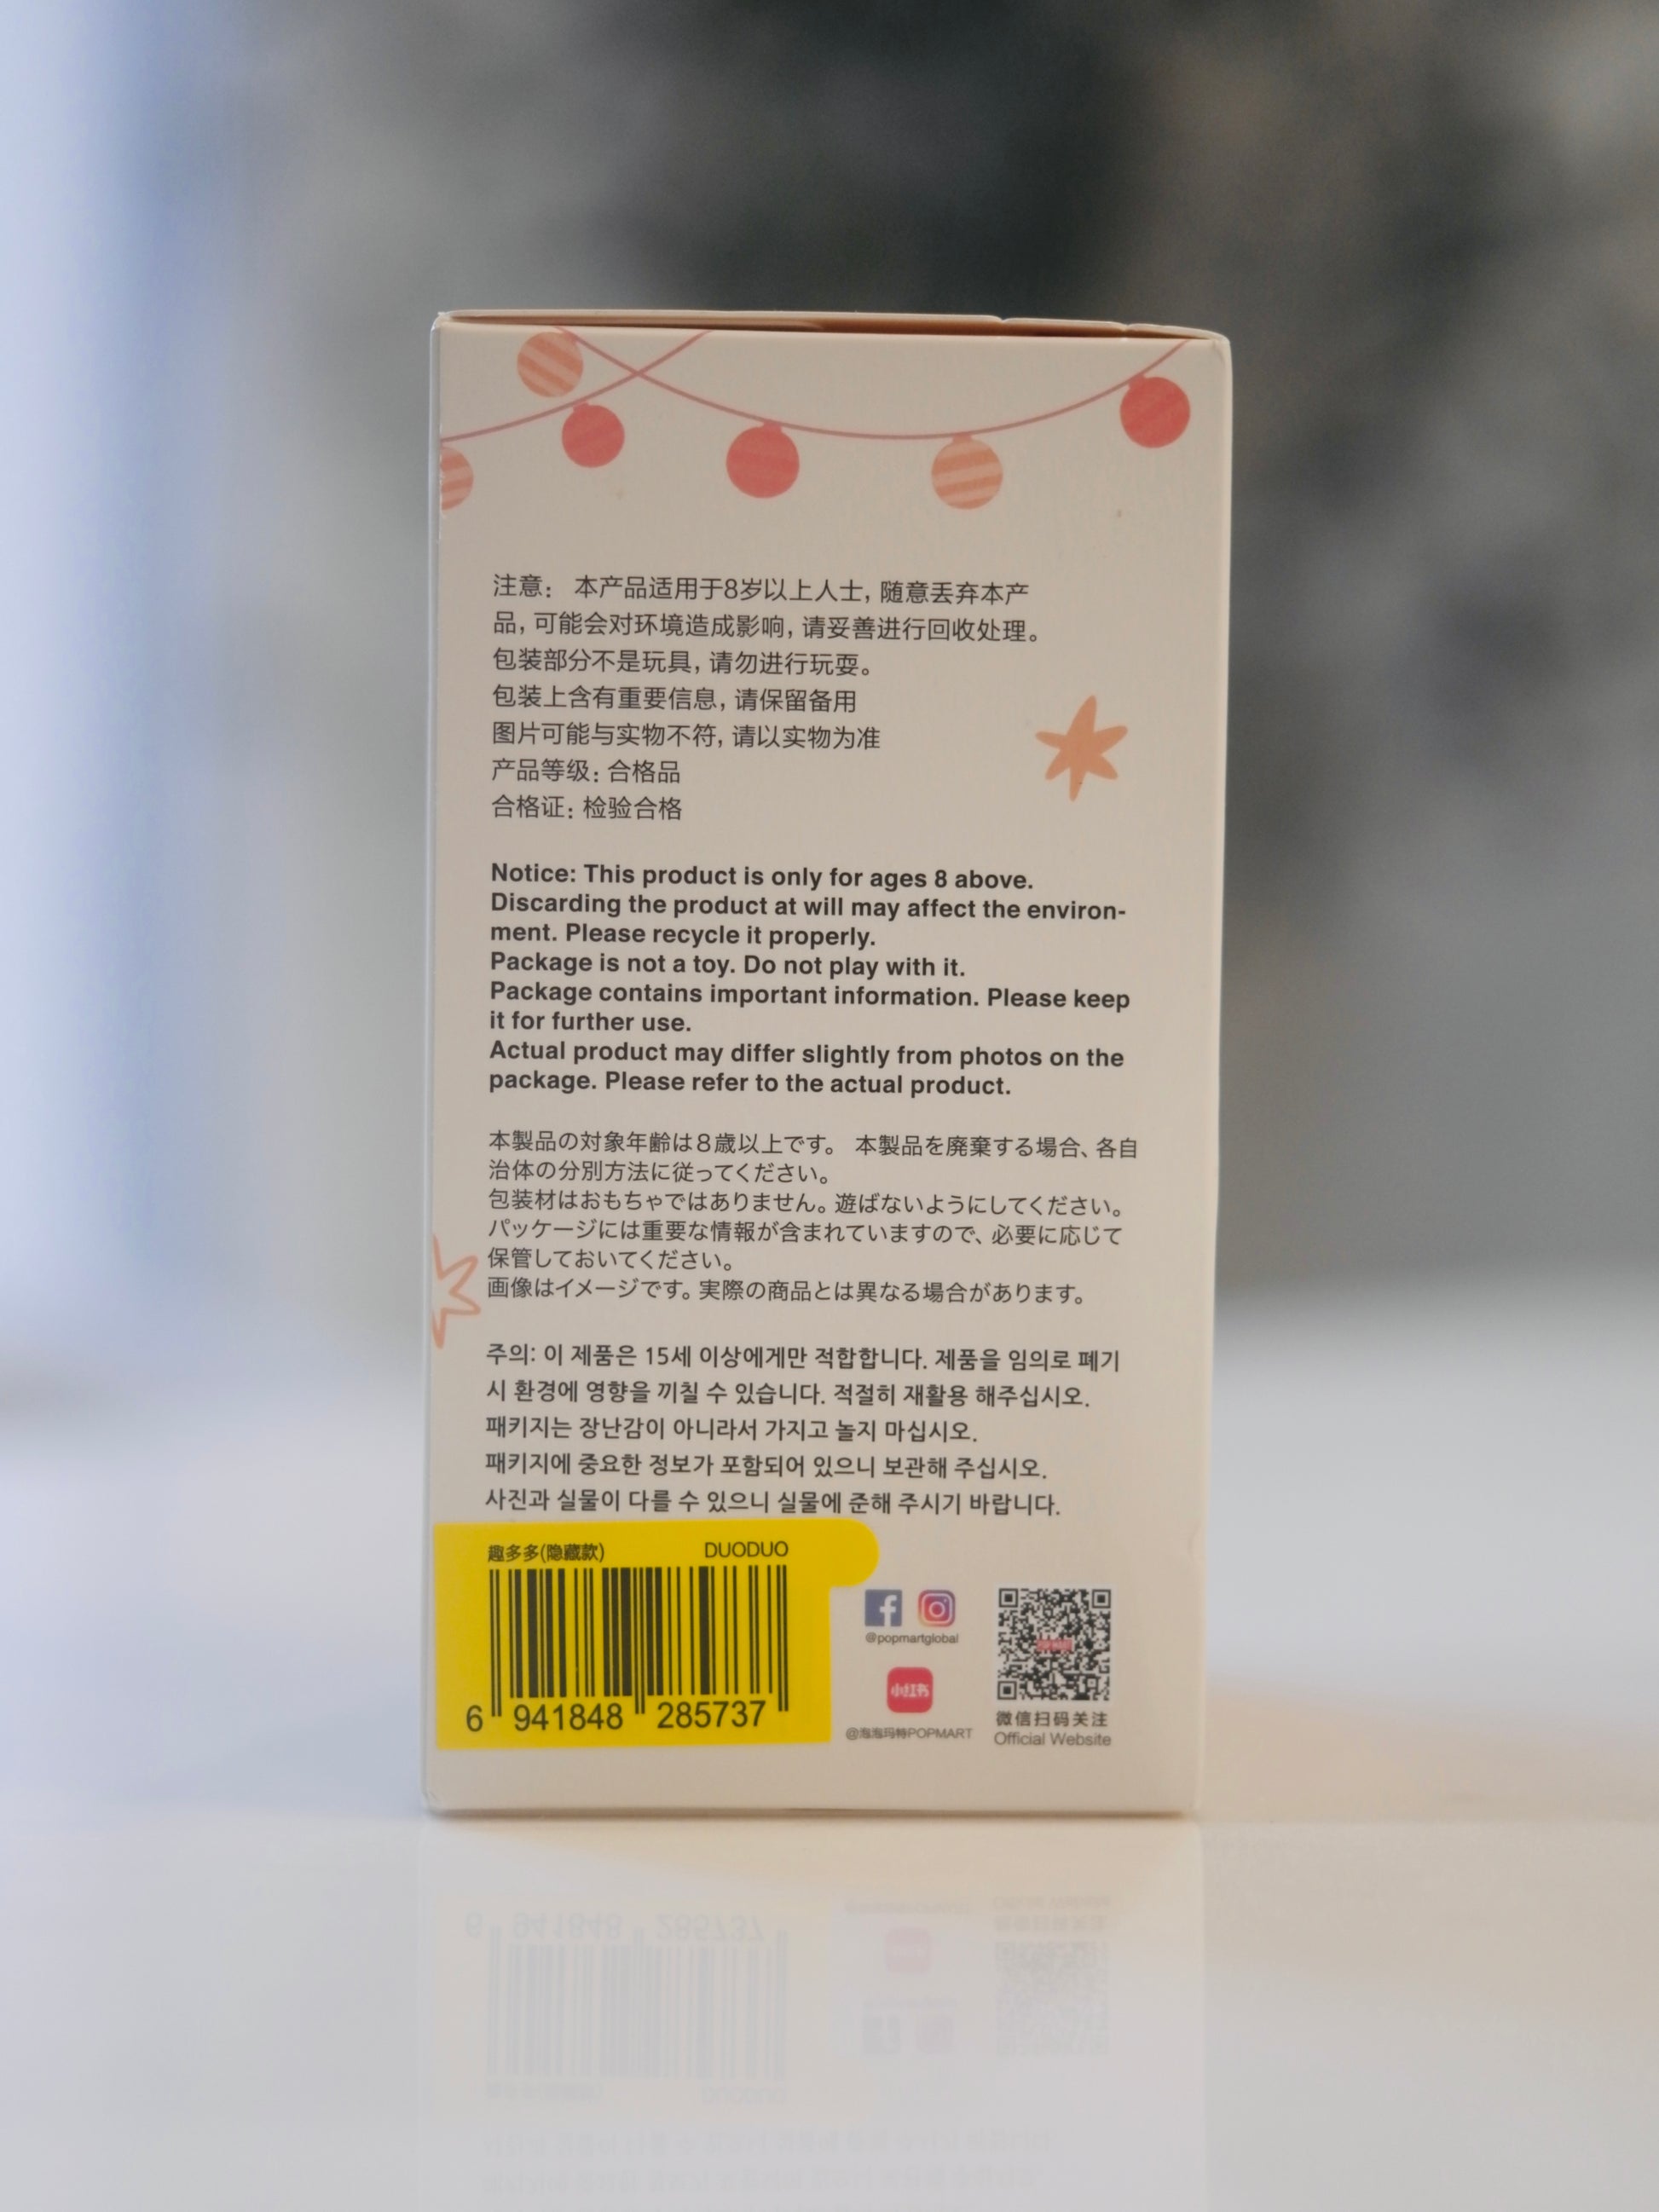 注意： 本产品适用于8岁以上人士, 随意丢弃本产
品, 可能会对环境造成影响, 请妥善进行回收处理。
包装部分不是玩具, 请勿进行玩耍。
包装上含有重要信息, 请保留备用
图片可能与实物不符, 请以实物为准
产品等级: 合格品
合格证: 检验合格
Notice: This product is only for ages 8 above.
Discarding the product at will may affect the environ-
ment. Please recycle it properly.
Package is not a toy. Do not play with it.
Package contains important information. Please keep
it for further use.
Actual product may differ slightly from photos on the
package. Please refer to the actual product.
本製品の対象年齢は8歳以上です。 本製品を廃棄する場合、各自
治体の分別方法に従ってください。
包装材はおもちゃではありません。遊ばないようにしてください。
パッケージには重要な情報が含まれていますので、必要に応じて
保管しておいてください。
画像はイメージです。実際の商品とは異なる場合があります。
주의: 이 제품은 15세 이상에게만 적합합니다. 제품을 임의로 폐기
시 환경에 영향을 끼칠 수 있습니다. 적절히 재활용 해주십시오.
패키지는 장난감이 아니라서 가지고 놀지 마십시오.
패키지에 중요한 정보가 포함되어 있으니 보관해 주십시오.
사진과 실물이 다를 수 있으니 실물에 준해 주시기 바랍니다.
趣多多(隐藏款) DUODUO
6 941848 285737
@popmartglobal
小红书
@泡泡玛特POPMART
微信扫码关注
Official Website